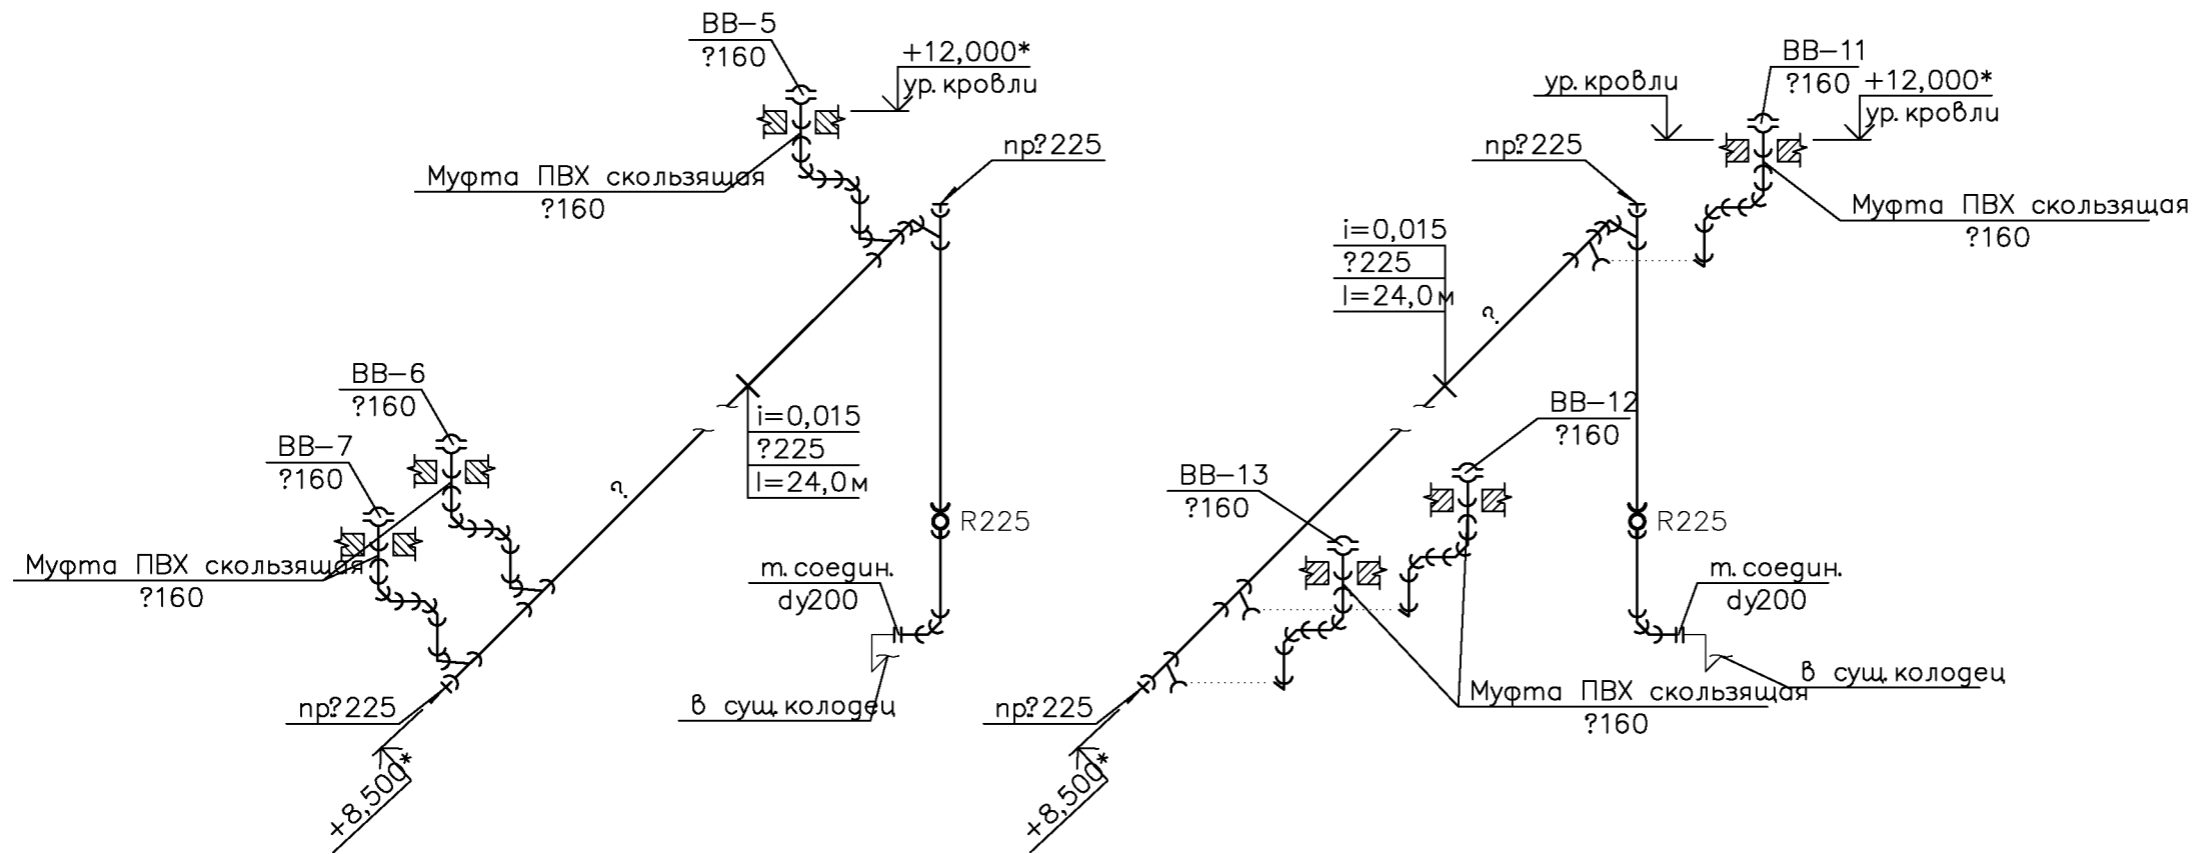 ВВ–5
?160
+12,000*
ур. кровли
пр.?225
Муфта ПВХ скользящая
?160
ВВ–6
?160
i=0,015
?225
l=24,0м
ВВ–7
?160
?
R225
Муфта ПВХ скользящая
?160
т. соедин.
dy200
пр.?225
в сущ.колодец
+8,500*
ВВ–11
?160
ур. кровли
+12,000*
ур. кровли
пр.?225
Муфта ПВХ скользящая
?160
i=0,015
?225
l=24,0м
?
ВВ–12
?160
ВВ–13
?160
R225
т. соедин.
dy200
в сущ.колодец
Муфта ПВХ скользящая
?160
пр.?225
+8,500*